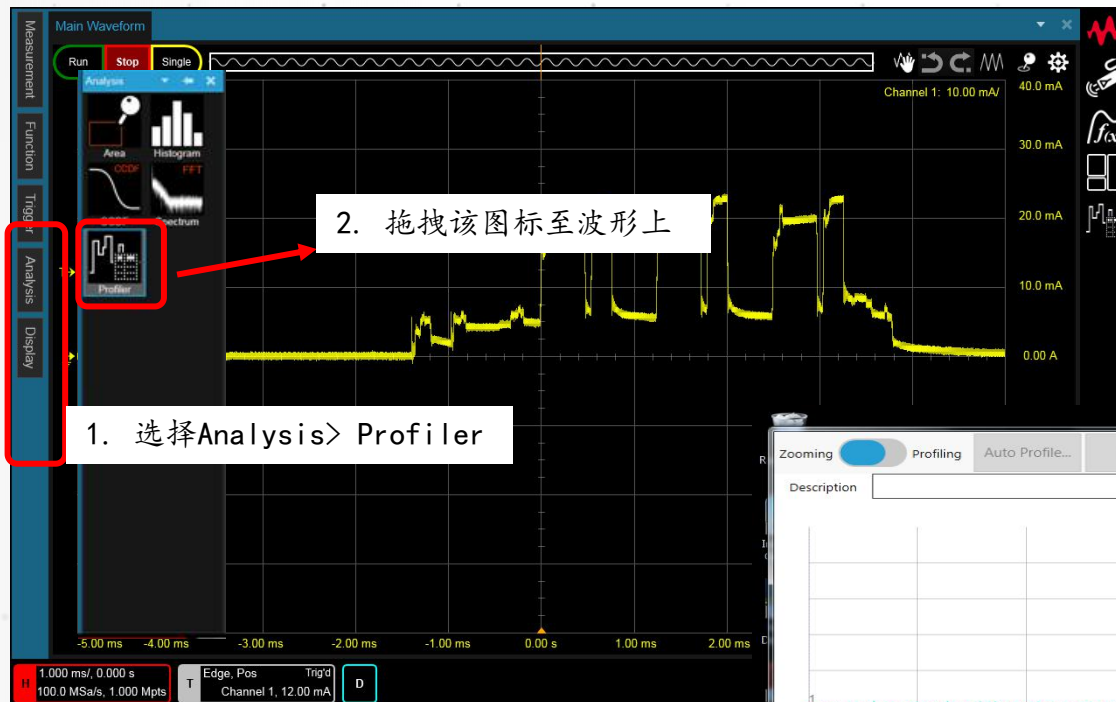 Main Waveform
Measurement
Function
Trigger
Analysis
Display
Run Stop Single
Analysis
Area Histogram
CCDF FFT
CCDF Spectrum
Profiler
Channel 1: 10.00 mA/
40.0 mA
30.0 mA
20.0 mA
10.0 mA
0.00 A
f(x)
2. 拖拽该图标至波形上
1. 选择Analysis> Profiler
Zooming Profiling Auto Profile...
Description
1
-5.00 ms -4.00 ms -3.00 ms -2.00 ms -1.00 ms 0.00 s 1.00 ms 2.00 ms
H 1.000 ms/, 0.000 s
100.0 MSa/s, 1.000 Mpts
T Edge, Pos Trig'd
Channel 1, 12.00 mA
D